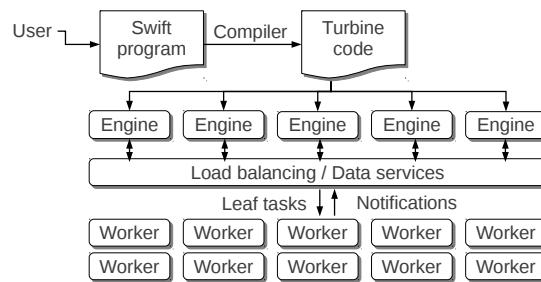 User
Swift
program
Compiler
Turbine
code
Engine Engine Engine Engine Engine
Load balancing / Data services
Leaf tasks Notifications
Worker Worker Worker Worker Worker
Worker Worker Worker Worker Worker